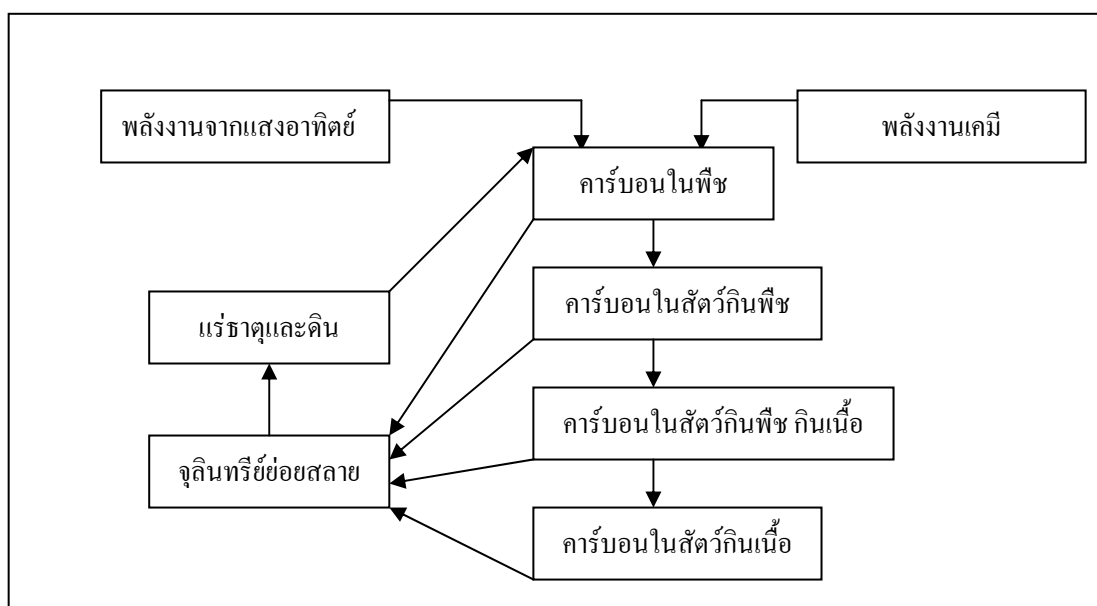 พลังงานจากแสงอาทิตย์
พลังงานเคมี
คาร์บอนในพืช
คาร์บอนในสัตว์กินพืช
แร่ธาตุและดิน
คาร์บอนในสัตว์กินพืช กินเนื้อ
จุลินทรีย์ย่อยสลาย
คาร์บอนในสัตว์กินเนื้อ